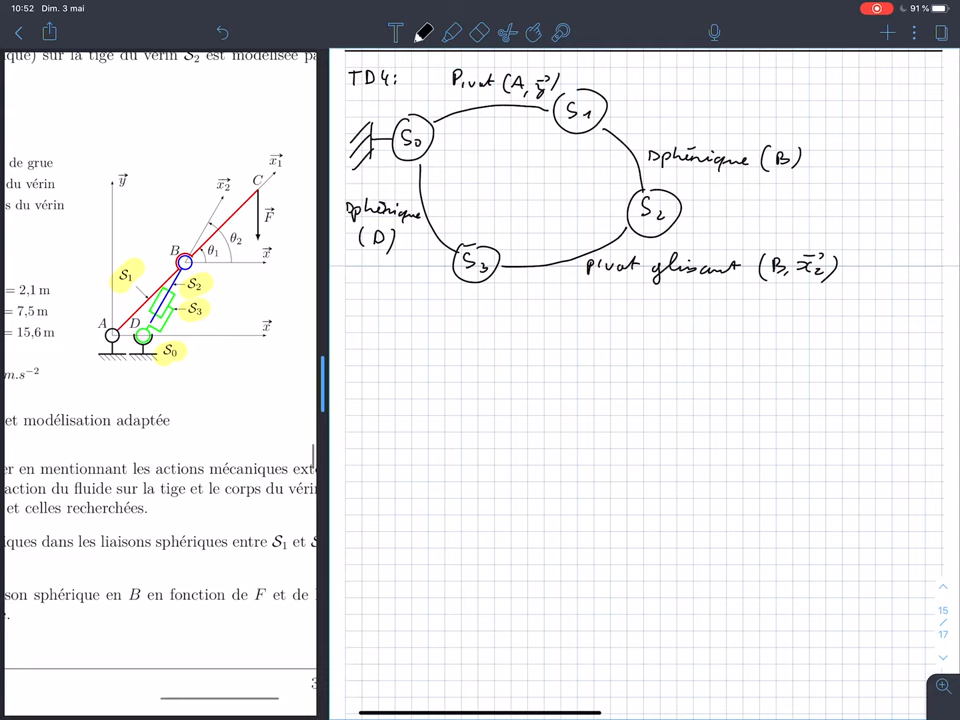 10:52 Dim. 3 mai
91 %
que) sur la tige du vérin S2 est modélisée pa
de grue
du vérin
s du vérin
= 2,1 m
= 7,5 m
= 15,6 m
m.s−2
y
x1
x2
C
F
θ2
B
θ1
x
S1
S2
S3
A
D
x
S0
et modélisation adaptée
er en mentionnant les actions mécaniques ext
action du fluide sur la tige et le corps du véri
et celles recherchées.
iques dans les liaisons sphériques entre S1 et S
son sphérique en B en fonction de F et de
3
T
TD4:
Pivot (A, z)
S0
S1
Sphérique (B)
S2
Sphérique
(D)
S3
pivot glissant (B, x2)
15
/
17